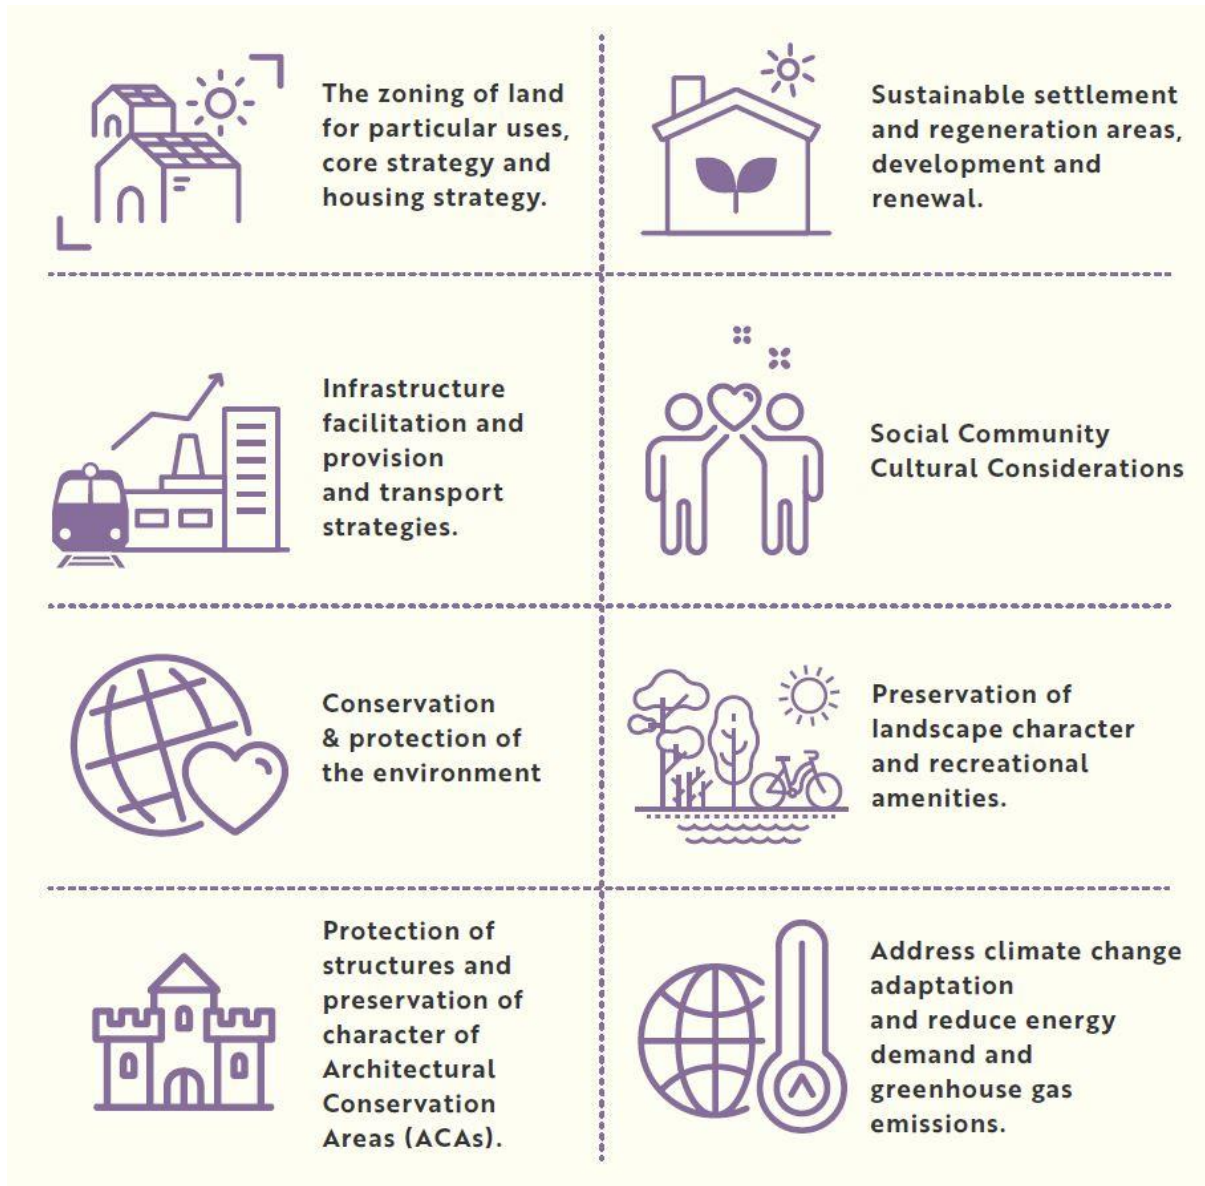 The zoning of land
for particular uses,
core strategy and
housing strategy.
Sustainable settlement
and regeneration areas,
development and
renewal.
Infrastructure
facilitation and
provision
and transport
strategies.
Social Community
Cultural Considerations
Conservation
& protection of
the environment
Preservation of
landscape character
and recreational
amenities.
Protection of
structures and
preservation of
character of
Architectural
Conservation
Areas (ACAs).
Address climate change
adaptation
and reduce energy
demand and
greenhouse gas
emissions.